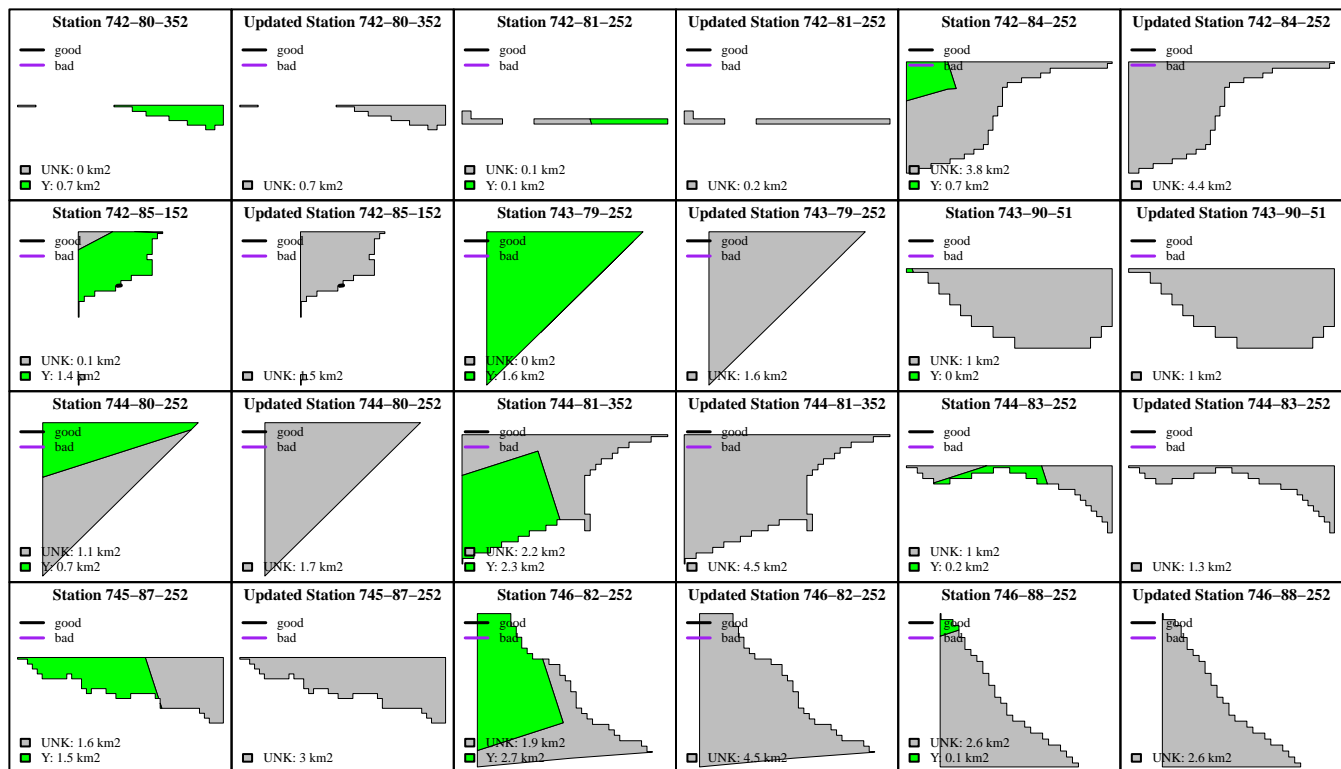 Station 742−80−352
good
bad
UNK: 0 km2
Y: 0.7 km2
Updated Station 742−80−352
good
bad
UNK: 0.7 km2
Station 742−81−252
good
bad
UNK: 0.1 km2
Y: 0.1 km2
Updated Station 742−81−252
good
bad
UNK: 0.2 km2
Station 742−84−252
good
bad
UNK: 3.8 km2
Y: 0.7 km2
Updated Station 742−84−252
good
bad
UNK: 4.4 km2
Station 742−85−152
good
bad
UNK: 0.1 km2
Y: 1.4 km2
Updated Station 742−85−152
good
bad
UNK: 1.5 km2
Station 743−79−252
good
bad
UNK: 0 km2
Y: 1.6 km2
Updated Station 743−79−252
good
bad
UNK: 1.6 km2
Station 743−90−51
good
bad
UNK: 1 km2
Y: 0 km2
Updated Station 743−90−51
good
bad
UNK: 1 km2
Station 744−80−252
good
bad
UNK: 1.1 km2
Y: 0.7 km2
Updated Station 744−80−252
good
bad
UNK: 1.7 km2
Station 744−81−352
good
bad
UNK: 2.2 km2
Y: 2.3 km2
Updated Station 744−81−352
good
bad
UNK: 4.5 km2
Station 744−83−252
good
bad
UNK: 1 km2
Y: 0.2 km2
Updated Station 744−83−252
good
bad
UNK: 1.3 km2
Station 745−87−252
good
bad
UNK: 1.6 km2
Y: 1.5 km2
Updated Station 745−87−252
good
bad
UNK: 3 km2
Station 746−82−252
good
bad
UNK: 1.9 km2
Y: 2.7 km2
Updated Station 746−82−252
good
bad
UNK: 4.5 km2
Station 746−88−252
good
bad
UNK: 2.6 km2
Y: 0.1 km2
Updated Station 746−88−252
good
bad
UNK: 2.6 km2